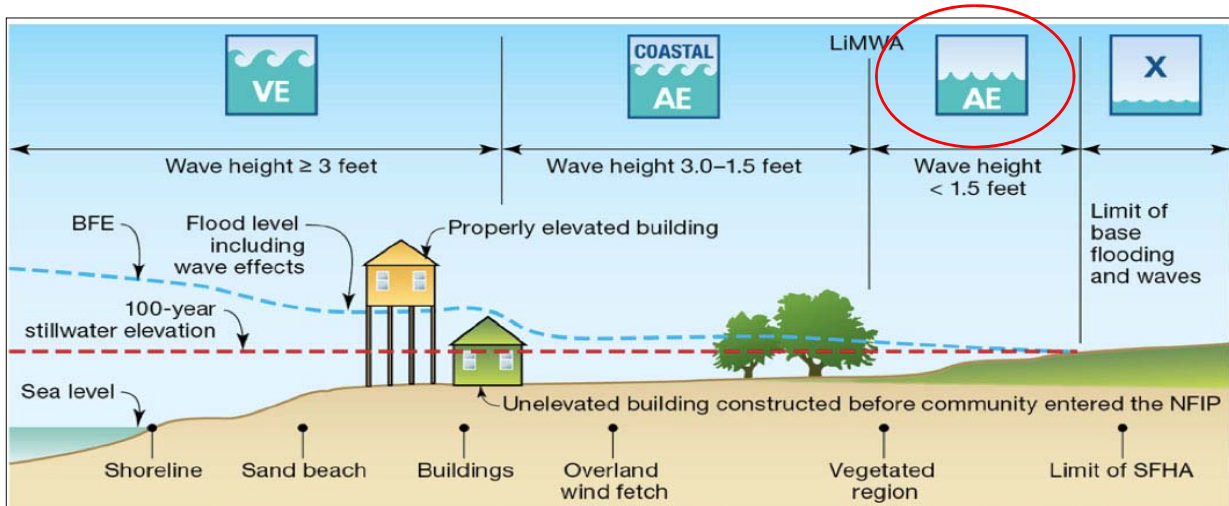 VE
COASTAL
AE
LiMWA
AE
X
Wave height ≥ 3 feet
Wave height 3.0–1.5 feet
Wave height
< 1.5 feet
Limit of
base
flooding
and waves
BFE
Flood level
including
wave effects
Properly elevated building
100-year
stillwater elevation
Sea level
Unelevated building constructed before community entered the NFIP
Shoreline
Sand beach
Buildings
Overland
wind fetch
Vegetated
region
Limit of SFHA